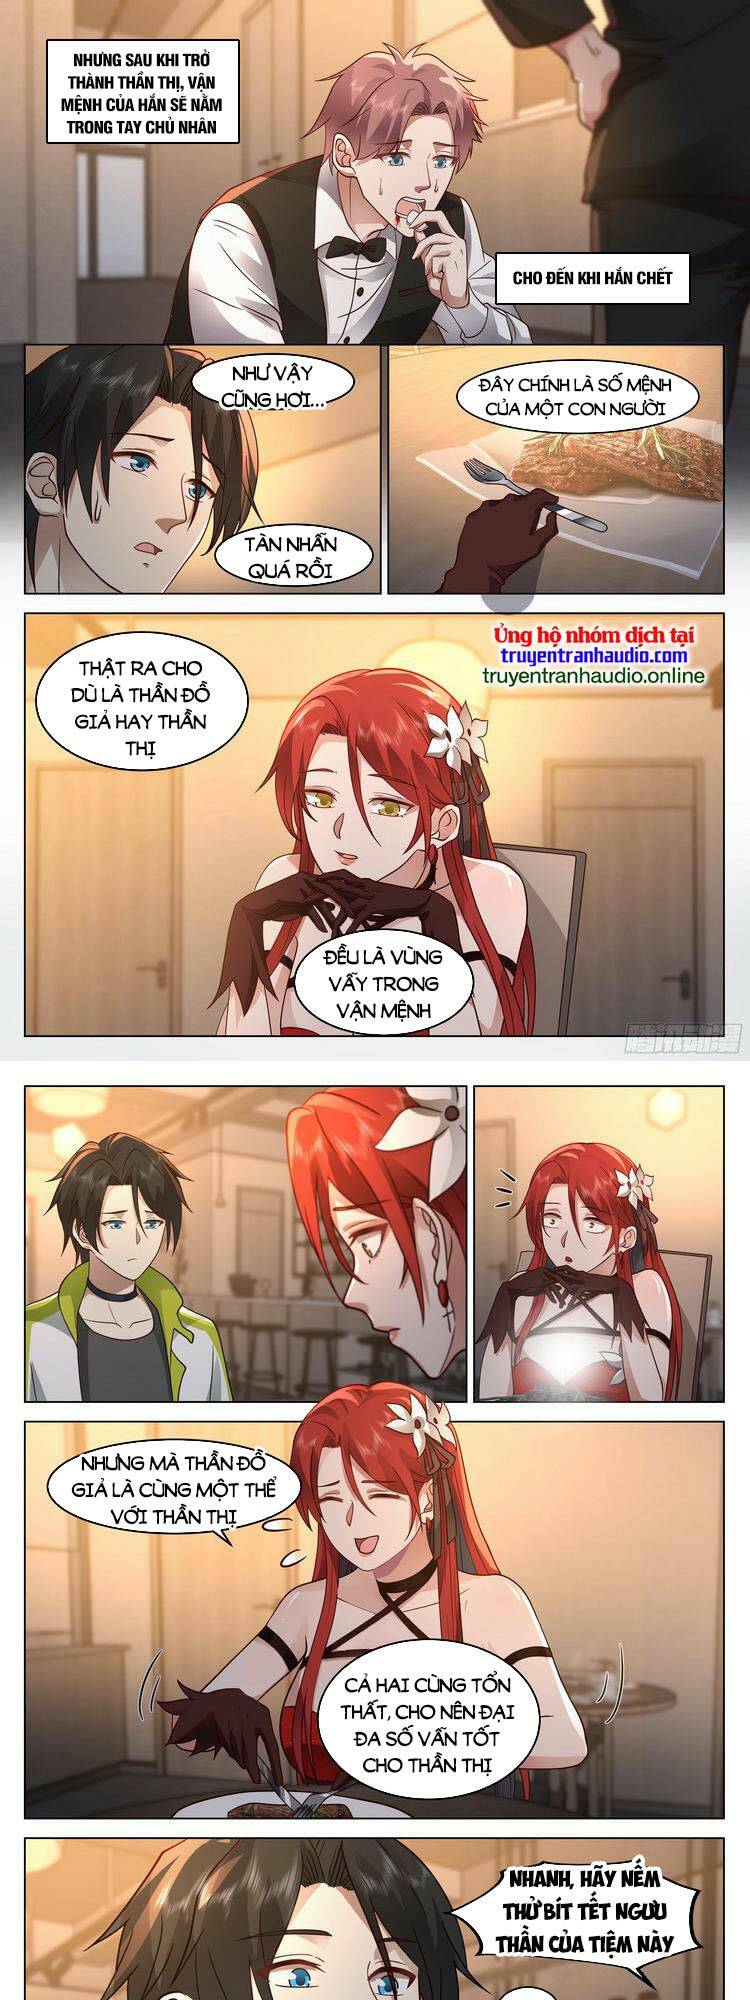 NHƯNG SAU KHI TRỞ
THÀNH THẦN THỊ, VẬN
MỆNH CỦA HẮN SẼ NẰM
TRONG TAY CHỦ NHÂN
CHO ĐẾN KHI HẮN CHẾT
NHƯ VẬY
CŨNG HƠI...
TÀN NHẪN
QUÁ RỒI
ĐÂY CHÍNH LÀ SỐ MỆNH
CỦA MỘT CON NGƯỜI
Ủng hộ nhóm dịch tại
truyentranhaudio.com
truyentranhaudio.online
THẬT RA CHO
DÙ LÀ THẦN ĐỒ
GIẢ HAY THẦN
THỊ
ĐỀU LÀ VÙNG
VẪY TRONG
VẬN MỆNH
腾讯动漫
NHƯNG MÀ THẦN ĐỒ
GIẢ LÀ CÙNG MỘT THỂ
VỚI THẦN THỊ
CẢ HAI CÙNG TỔN
THẤT, CHO NÊN ĐẠI
ĐA SỐ VẪN TỐT
CHO THẦN THỊ
NHANH, HÃY NẾM
THỬ BÍT TẾT NGƯU
THẦN CỦA TIỆM NÀY